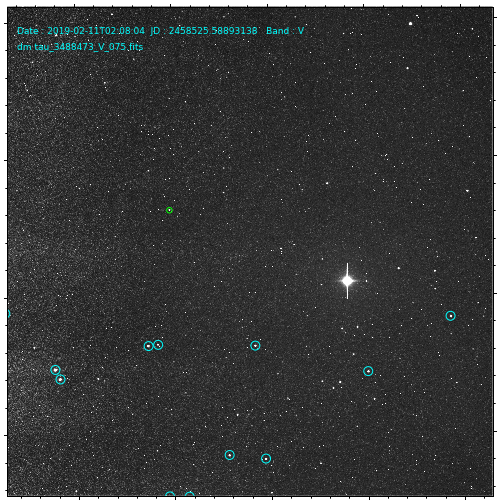 Date : 2019-02-11T02:08:04 JD : 2458525.58893138 Band : V
dm tau_3488473_V_075.fits